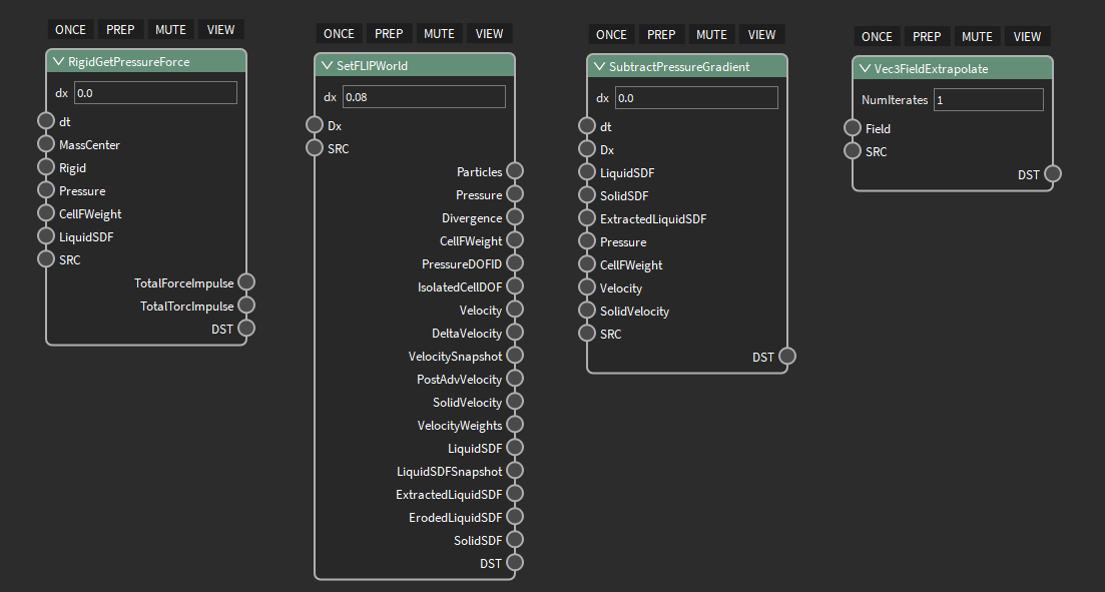 ONCE PREP MUTE VIEW
RigidGetPressureForce
dx 0.0
dt
MassCenter
Rigid
Pressure
CellFWeight
LiquidSDF
SRC
TotalForceImpulse
TotalTorcImpulse
DST
ONCE PREP MUTE VIEW
SetFLIPWorld
dx 0.08
Dx
SRC
Particles
Pressure
Divergence
CellFWeight
PressureDOFID
IsolatedCellDOF
Velocity
DeltaVelocity
VelocitySnapshot
PostAdvVelocity
SolidVelocity
VelocityWeights
LiquidSDF
LiquidSDFSnapshot
ExtractedLiquidSDF
ErodedLiquidSDF
SolidSDF
DST
ONCE PREP MUTE VIEW
SubtractPressureGradient
dx 0.0
dt
Dx
LiquidSDF
SolidSDF
ExtractedLiquidSDF
Pressure
CellFWeight
Velocity
SolidVelocity
SRC
DST
ONCE PREP MUTE VIEW
Vec3FieldExtrapolate
NumIterates 1
Field
SRC
DST